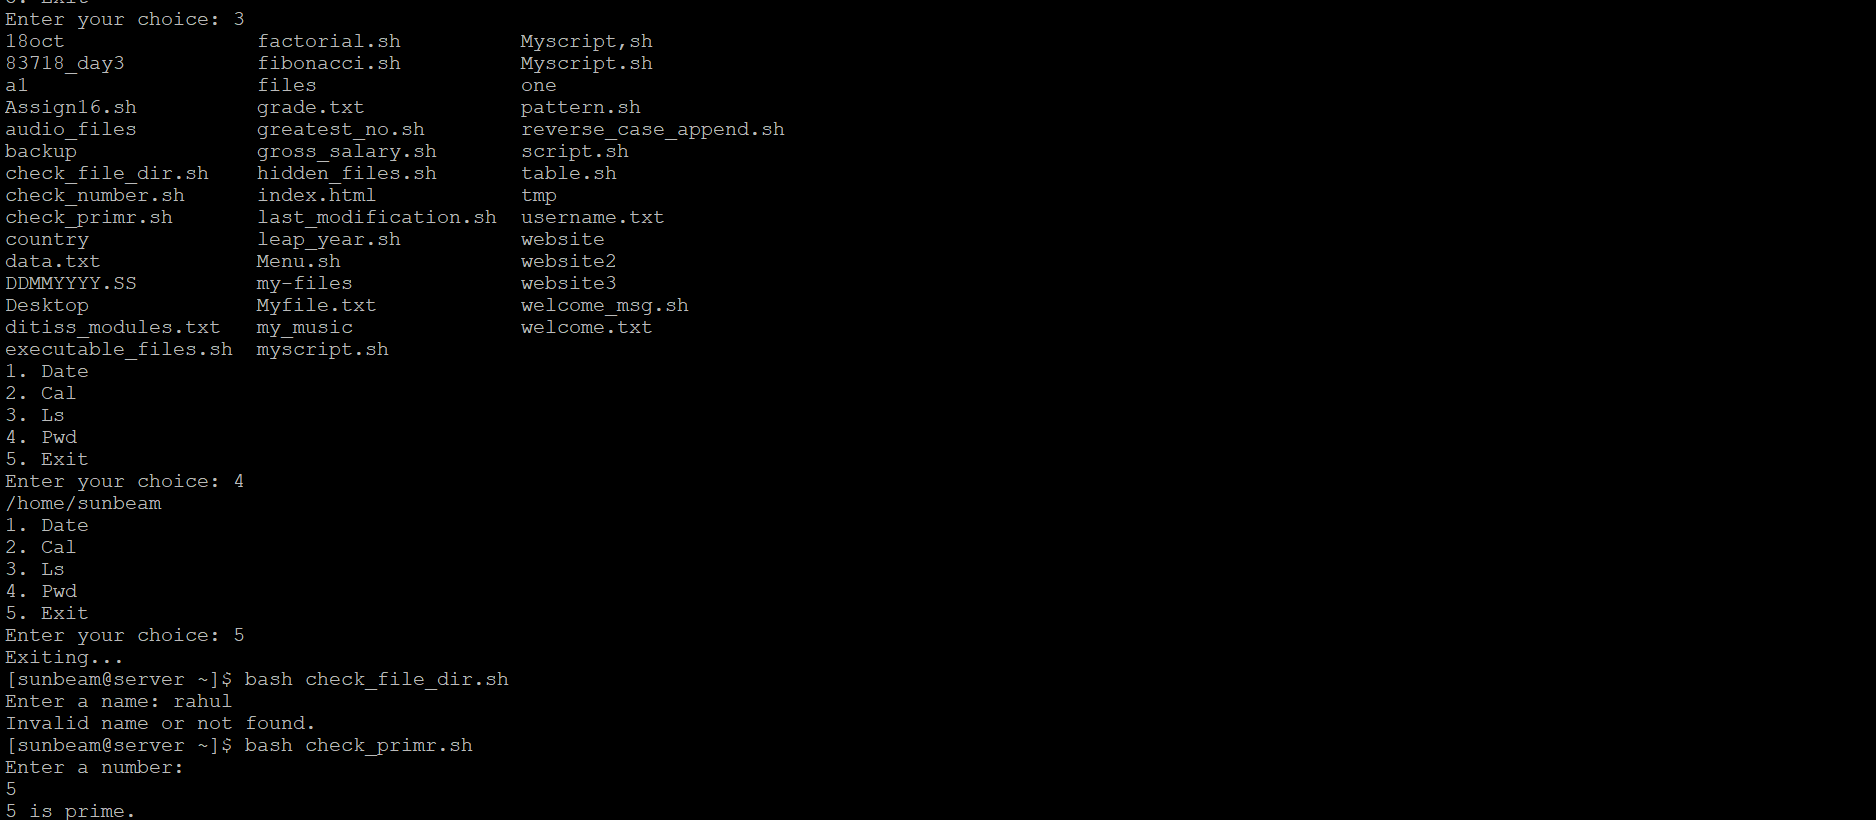 5. Exit
Enter your choice: 3
18oct factorial.sh Myscript,sh
83718_day3 fibonacci.sh Myscript.sh
a1 files one
Assign16.sh grade.txt pattern.sh
audio_files greatest_no.sh reverse_case_append.sh
backup gross_salary.sh script.sh
check_file_dir.sh hidden_files.sh table.sh
check_number.sh index.html tmp
check_primr.sh last_modification.sh username.txt
country leap_year.sh website
data.txt Menu.sh website2
DDMMYYYY.SS my-files website3
Desktop Myfile.txt welcome_msg.sh
ditiss_modules.txt my_music welcome.txt
executable_files.sh myscript.sh
1. Date
2. Cal
3. Ls
4. Pwd
5. Exit
Enter your choice: 4
/home/sunbeam
1. Date
2. Cal
3. Ls
4. Pwd
5. Exit
Enter your choice: 5
Exiting...
[sunbeam@server ~]$ bash check_file_dir.sh
Enter a name: rahul
Invalid name or not found.
[sunbeam@server ~]$ bash check_primr.sh
Enter a number:
5
5 is prime.